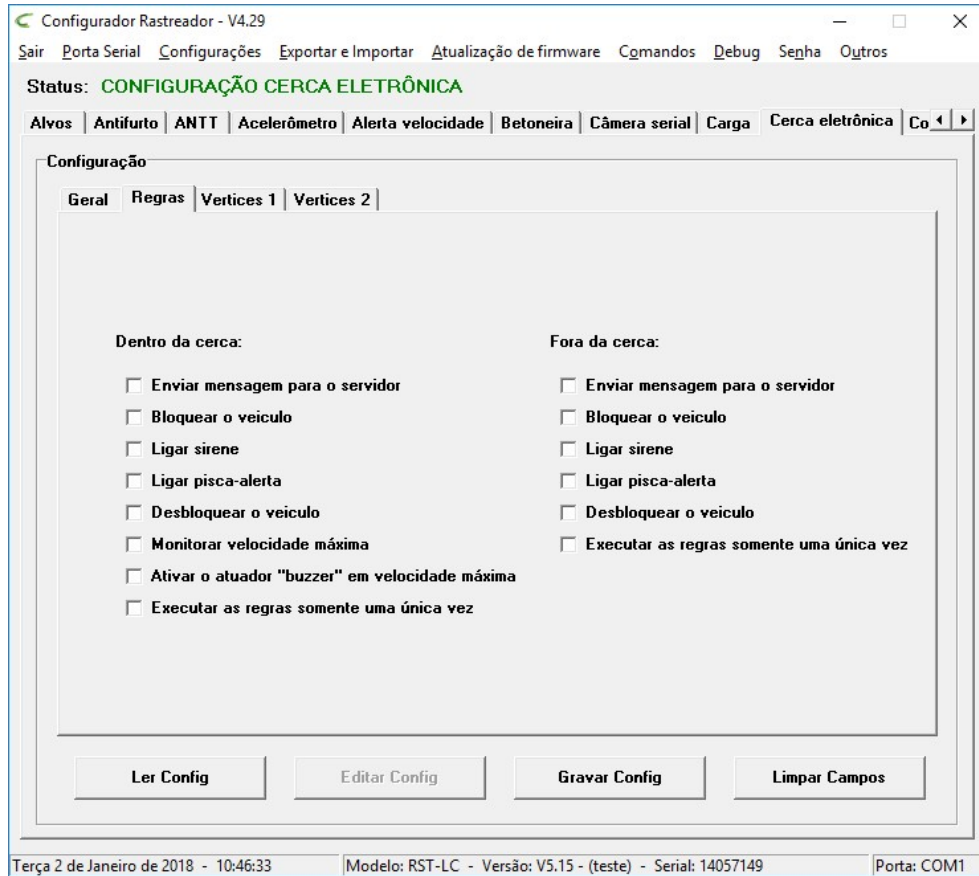 Configurador Rastreador - V4.29
Sair Porta Serial Configurações Exportar e Importar Atualização de firmware Comandos Debug Senha Outros
Status: CONFIGURAÇÃO CERCA ELETRÔNICA
Alvos Antifurto ANTT Acelerômetro Alerta velocidade Betoneira Câmera serial Carga Cerca eletrônica Co
Configuração
Geral Regras Vertices 1 Vertices 2
Dentro da cerca: Fora da cerca:
Enviar mensagem para o servidor Enviar mensagem para o servidor
Bloquear o veiculo Bloquear o veiculo
Ligar sirene Ligar sirene
Ligar pisca-alerta Ligar pisca-alerta
Desbloquear o veiculo Desbloquear o veiculo
Monitorar velocidade máxima Executar as regras somente uma única vez
Ativar o atuador "buzzer" em velocidade máxima
Executar as regras somente uma única vez
Ler Config Editar Config Gravar Config Limpar Campos
Terça 2 de Janeiro de 2018 - 10:46:33 Modelo: RST-LC - Versão: V5.15 - (teste) - Serial: 14057149 Porta: COM1